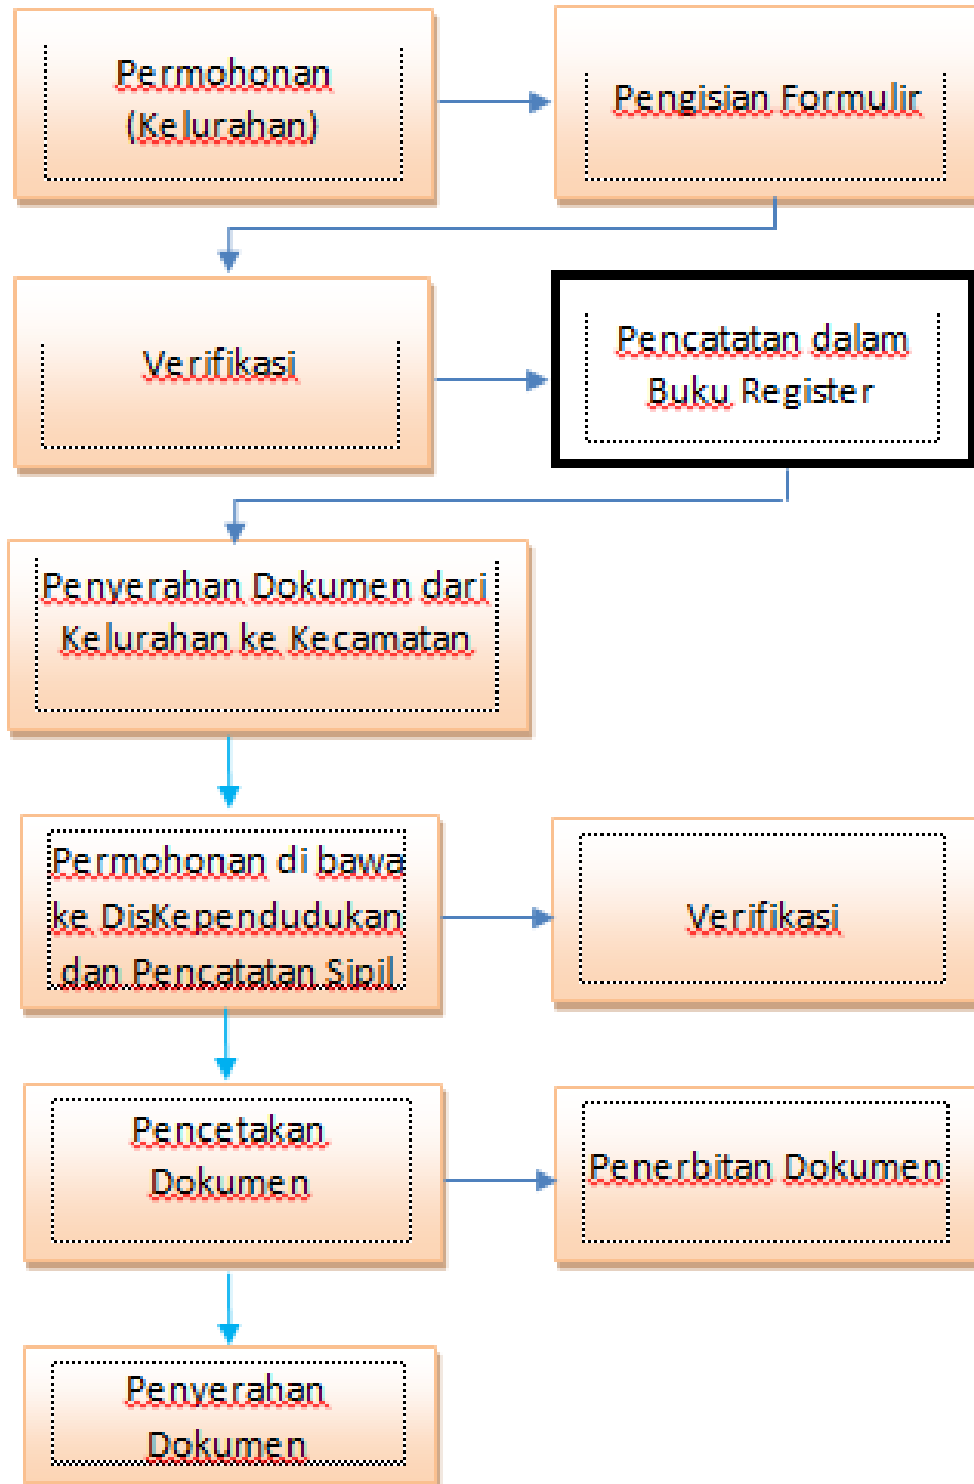 Permohonan
(Kelurahan)
Pengisian Formulir
Verifikasi
Pencatatan dalam
Buku Register
Penyerahan Dokumen dari
Kelurahan ke Kecamatan
Permohonan di bawa
ke DisKependudukan
dan Pencatatan Sipil
Verifikasi
Pencetakan
Dokumen
Penerbitan Dokumen
Penyerahan
Dokumen